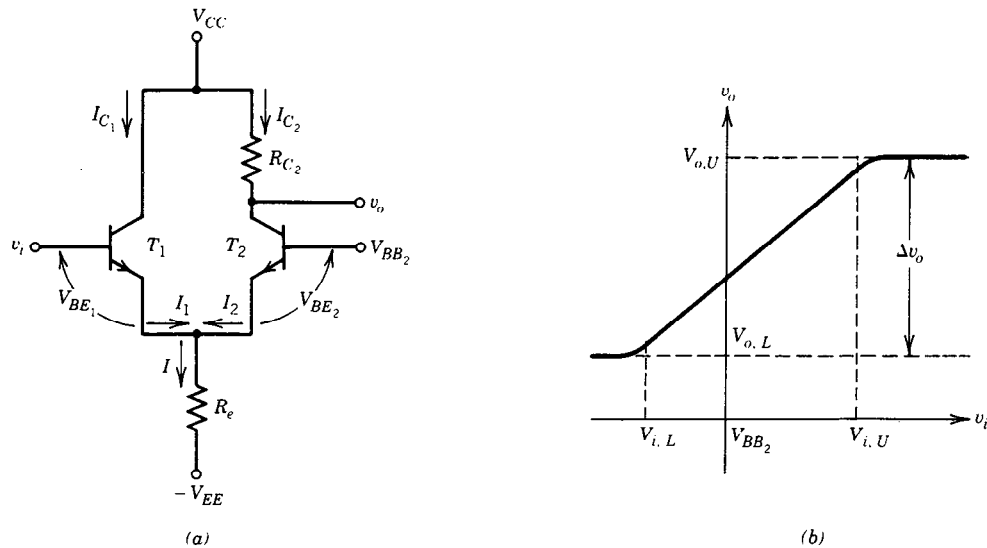 V_CC
I_C1
I_C2
R_C2
v_o
v_i
T_1
T_2
V_BB2
V_BE1
I_1
I_2
V_BE2
I
R_e
-V_EE
(a)
v_o
V_o,U
Δv_o
V_o,L
V_i,L
V_BB2
V_i,U
v_i
(b)